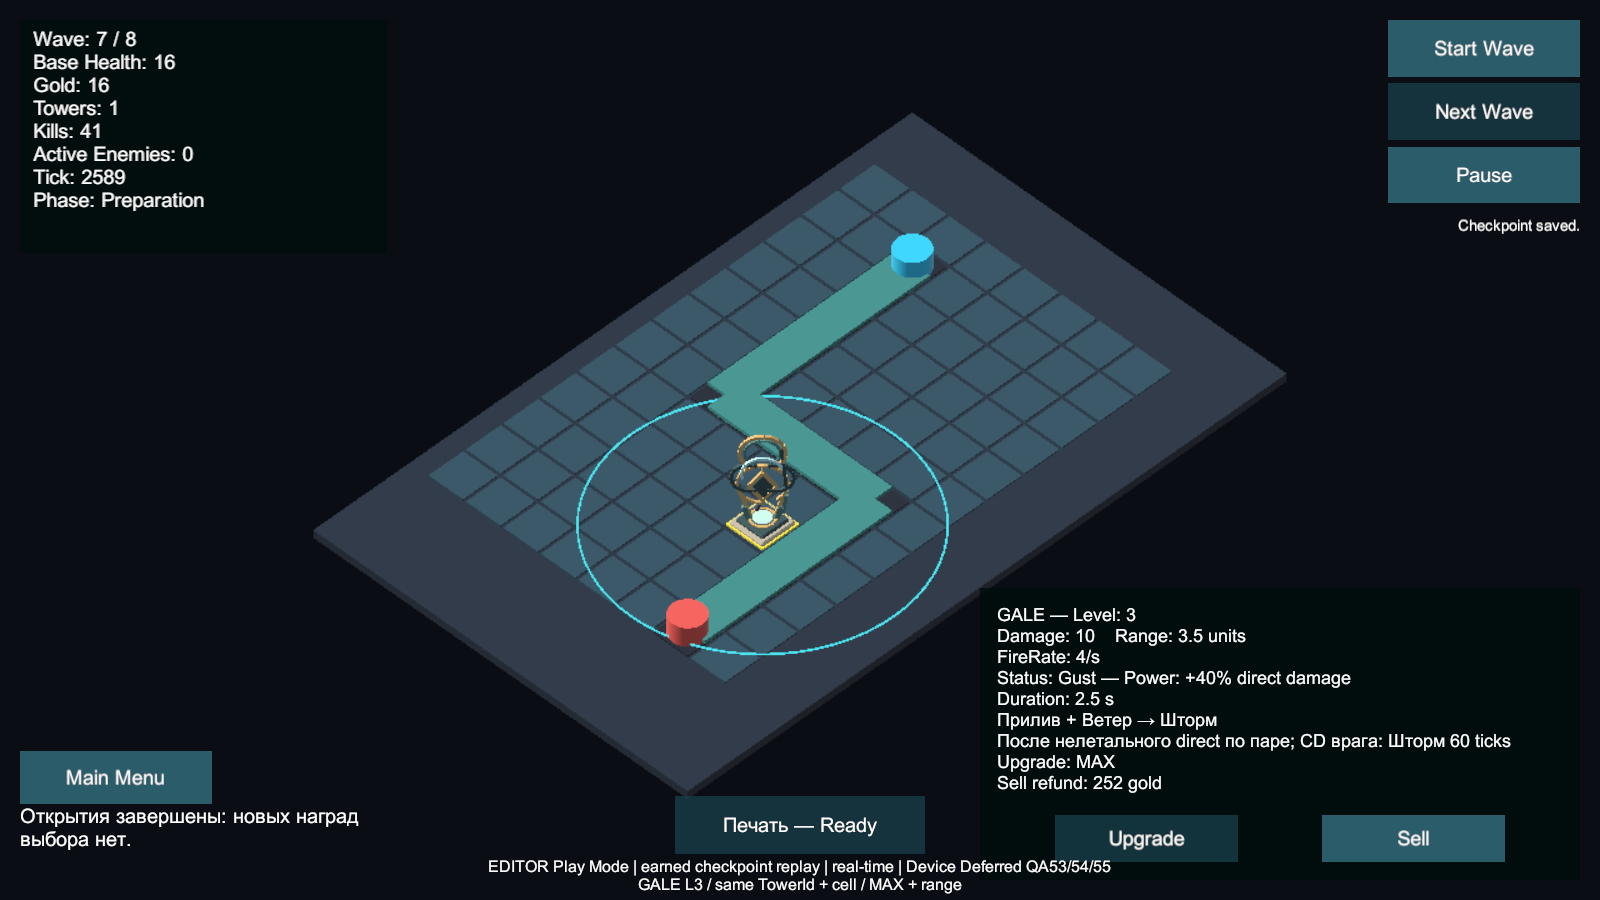 Wave: 7 / 8
Base Health: 16
Gold: 16
Towers: 1
Kills: 41
Active Enemies: 0
Tick: 2589
Phase: Preparation
Start Wave
Next Wave
Pause
Checkpoint saved.
GALE — Level: 3
Damage: 10    Range: 3.5 units
FireRate: 4/s
Status: Gust — Power: +40% direct damage
Duration: 2.5 s
Прилив + Ветер → Шторм
После нелетального direct по паре; CD врага: Шторм 60 ticks
Upgrade: MAX
Sell refund: 252 gold
Upgrade
Sell
Main Menu
Открытия завершены: новых наград
выбора нет.
Печать — Ready
EDITOR Play Mode | earned checkpoint replay | real-time | Device Deferred QA53/54/55
GALE L3 / same TowerId + cell / MAX + range